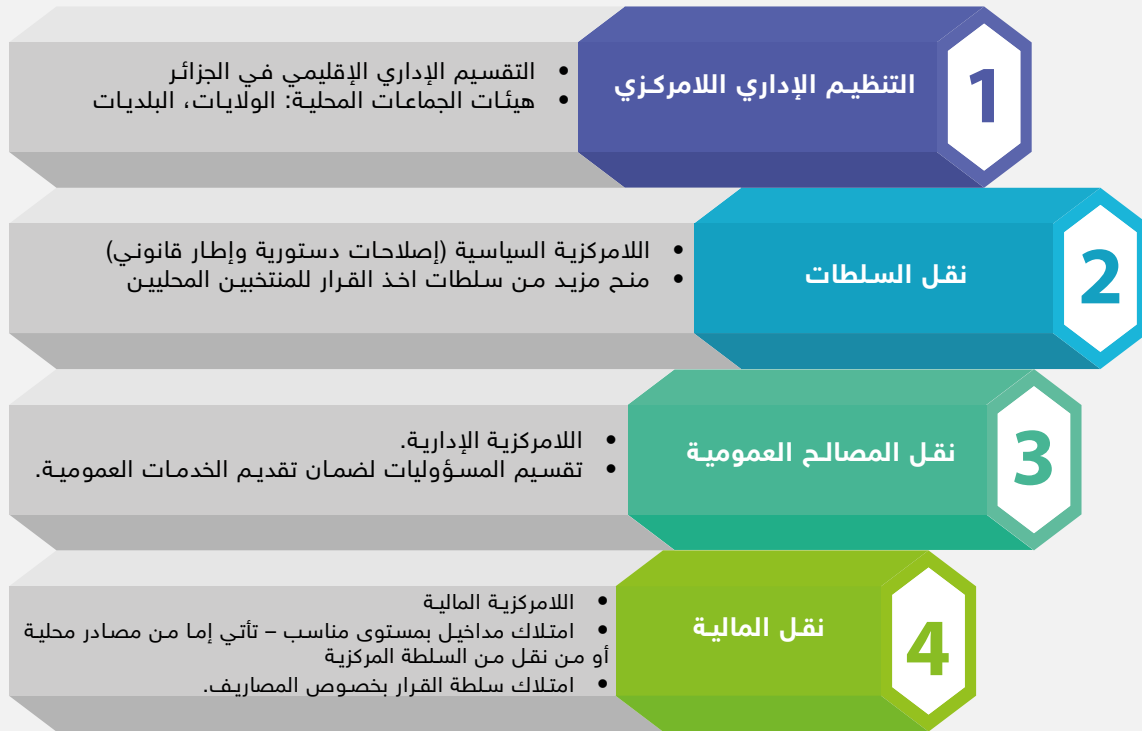 1
التنظيم الإداري اللامركزي
• التقسيم الإداري الإقليمي في الجزائر
• هيئات الجماعات المحلية: الولايات، البلديات
2
نقل السلطات
• اللامركزية السياسية (إصلاحات دستورية وإطار قانوني)
• منح مزيد من سلطات اخذ القرار للمنتخبين المحليين
3
نقل المصالح العمومية
• اللامركزية الإدارية.
• تقسيم المسؤوليات لضمان تقديم الخدمات العمومية.
4
نقل المالية
• اللامركزية المالية
• امتلاك مداخيل بمستوى مناسب – تأتي إما من مصادر محلية
أو من نقل من السلطة المركزية
• امتلاك سلطة القرار بخصوص المصاريف.